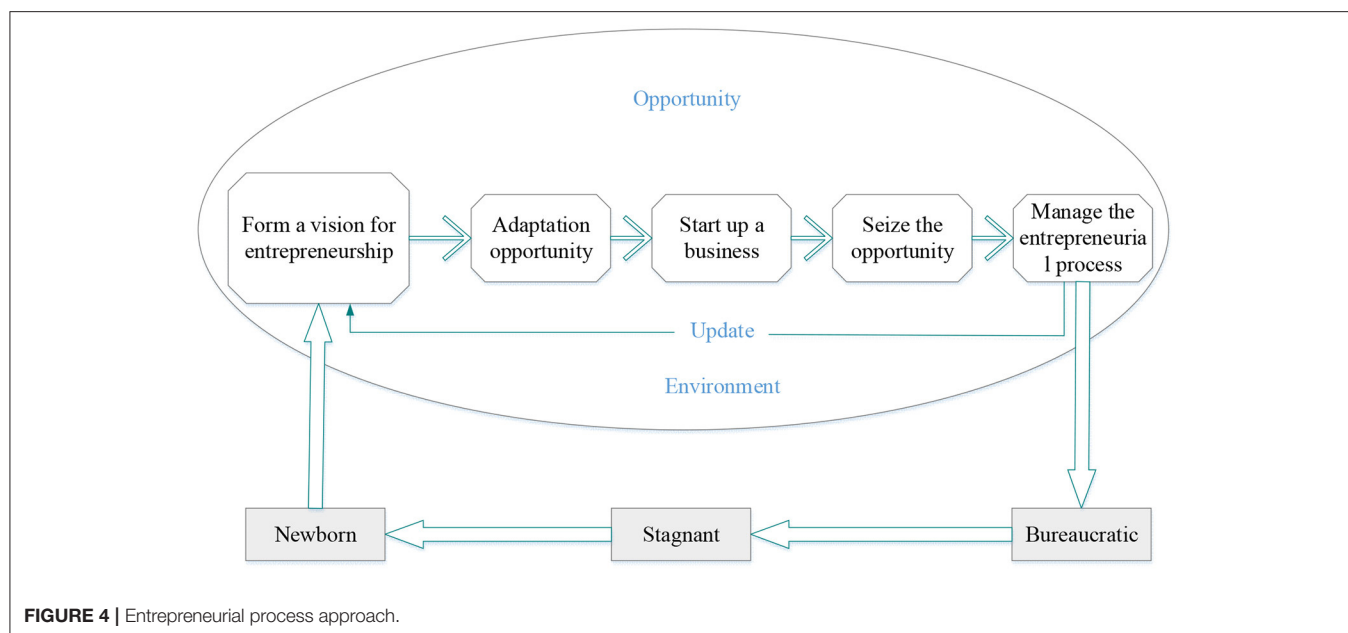 Opportunity
Form a vision for
entrepreneurship
Adaptation
opportunity
Start up a
business
Seize the
opportunity
Manage the
entrepreneuria
l process
Update
Environment
Newborn
Stagnant
Bureaucratic
FIGURE 4 | Entrepreneurial process approach.